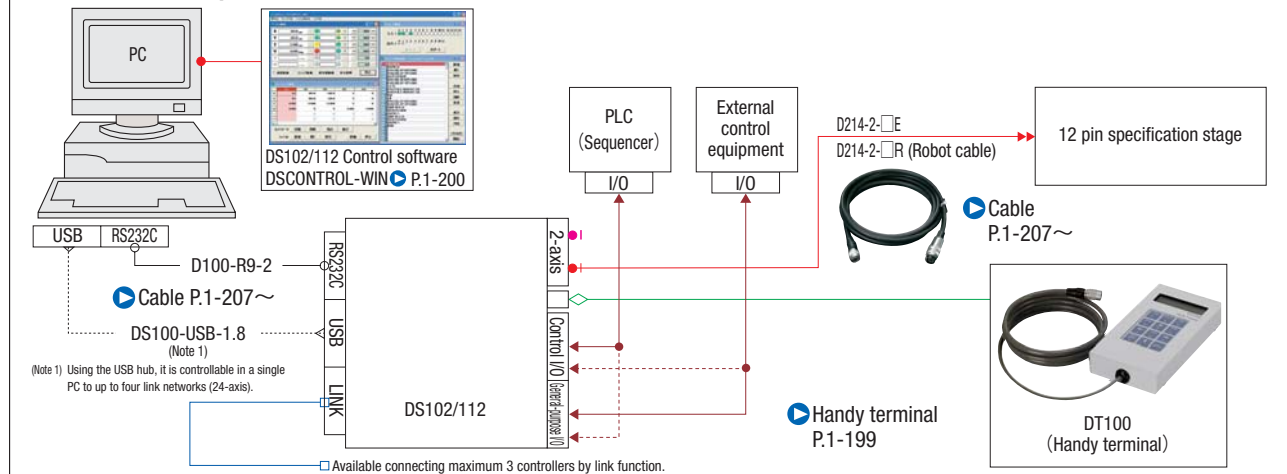 PC
DS102/112 Control software
DSCONTROL-WIN P.1-200
PLC
(Sequencer)
I/O
External
control
equipment
I/O
D214-2-□E
D214-2-□R (Robot cable)
12 pin specification stage
Cable
P.1-207~
USB
RS232C
D100-R9-2
Cable P.1-207~
DS100-USB-1.8
(Note 1)
(Note 1) Using the USB hub, it is controllable in a single
PC to up to four link networks (24-axis).
RS232C
USB
LINK
DS102/112
2-axis
Control I/O
General-purpose I/O
Handy terminal
P.1-199
DT100
(Handy terminal)
Available connecting maximum 3 controllers by link function.